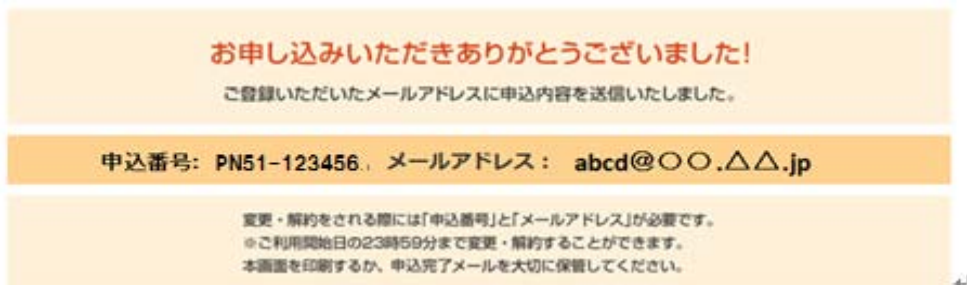 お申し込みいただきありがとうございました!
ご登録いただいたメールアドレスに申込内容を送信いたしました。
申込番号: PN51-123456. メールアドレス： abcd@〇〇.△△.jp
変更・解約をされる際には「申込番号」と「メールアドレス」が必要です。
※ご利用開始日の23時59分まで変更・解約することができます。
本画面を印刷するか、申込完了メールを大切に保管してください。